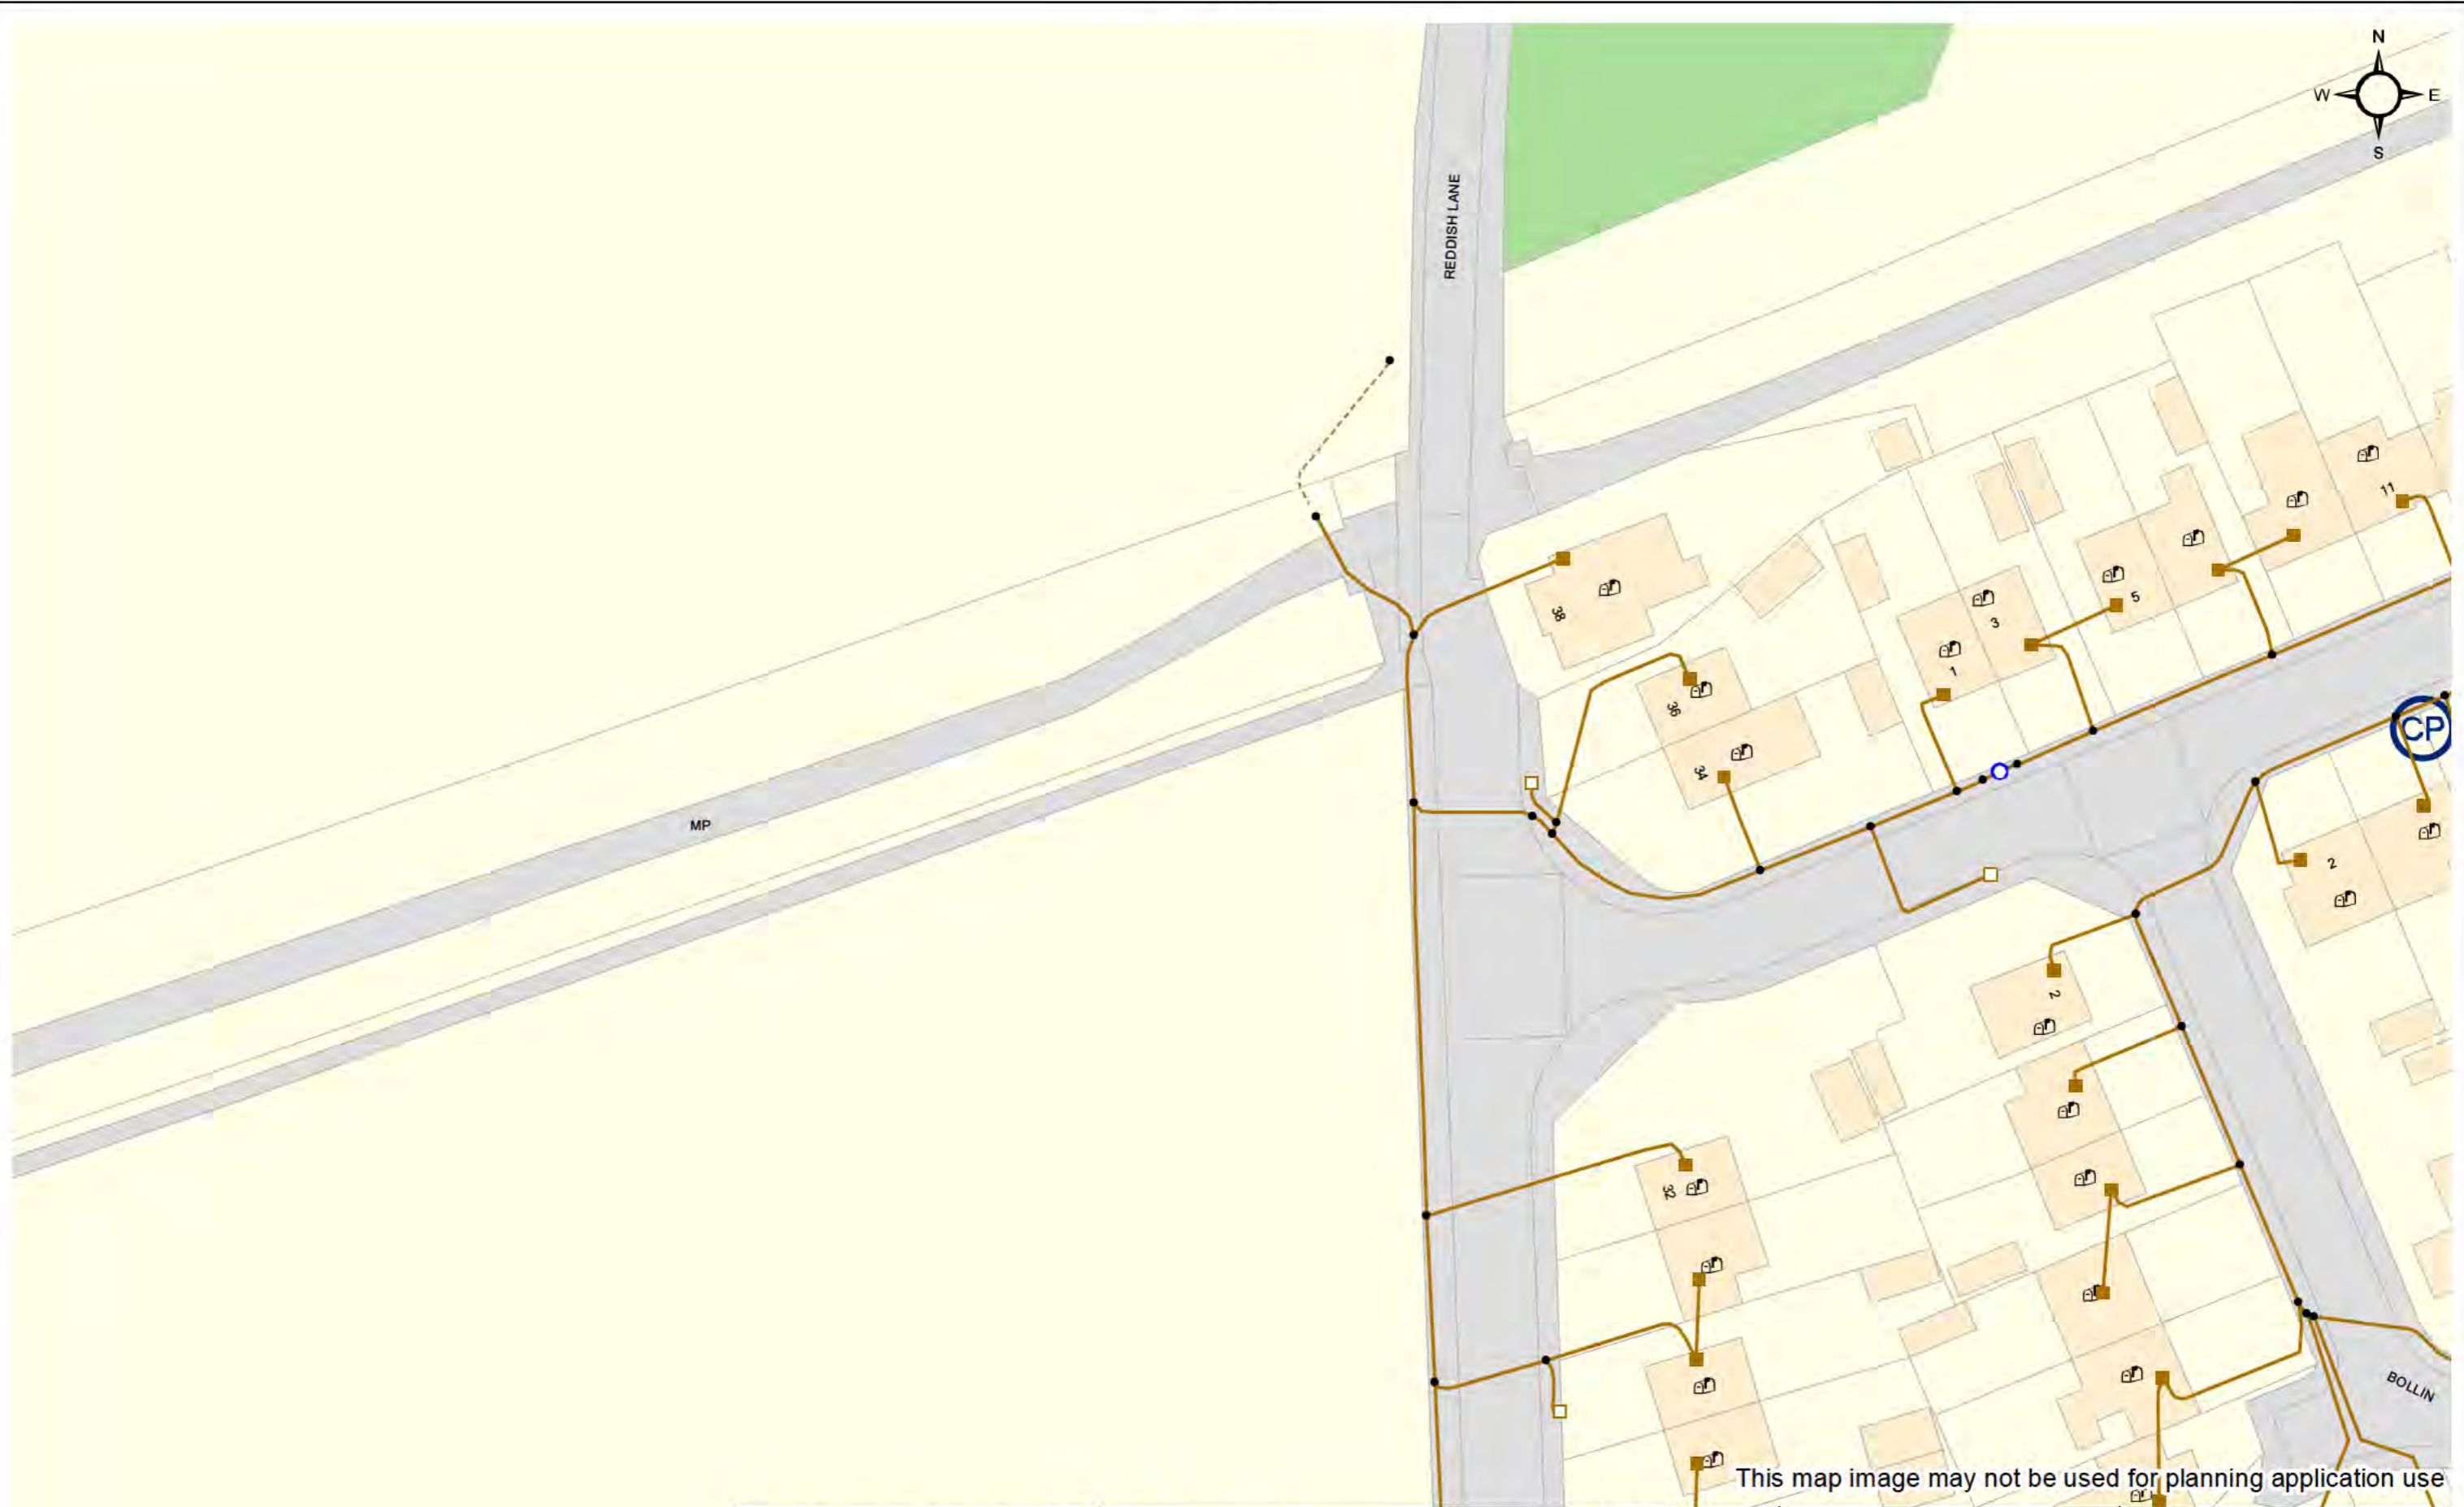 N
W E
S
REDDISH LANE
11
38
5
3
1
36
34
CP
MP
2
2
32
BOLLIN
This map image may not be used for planning application use